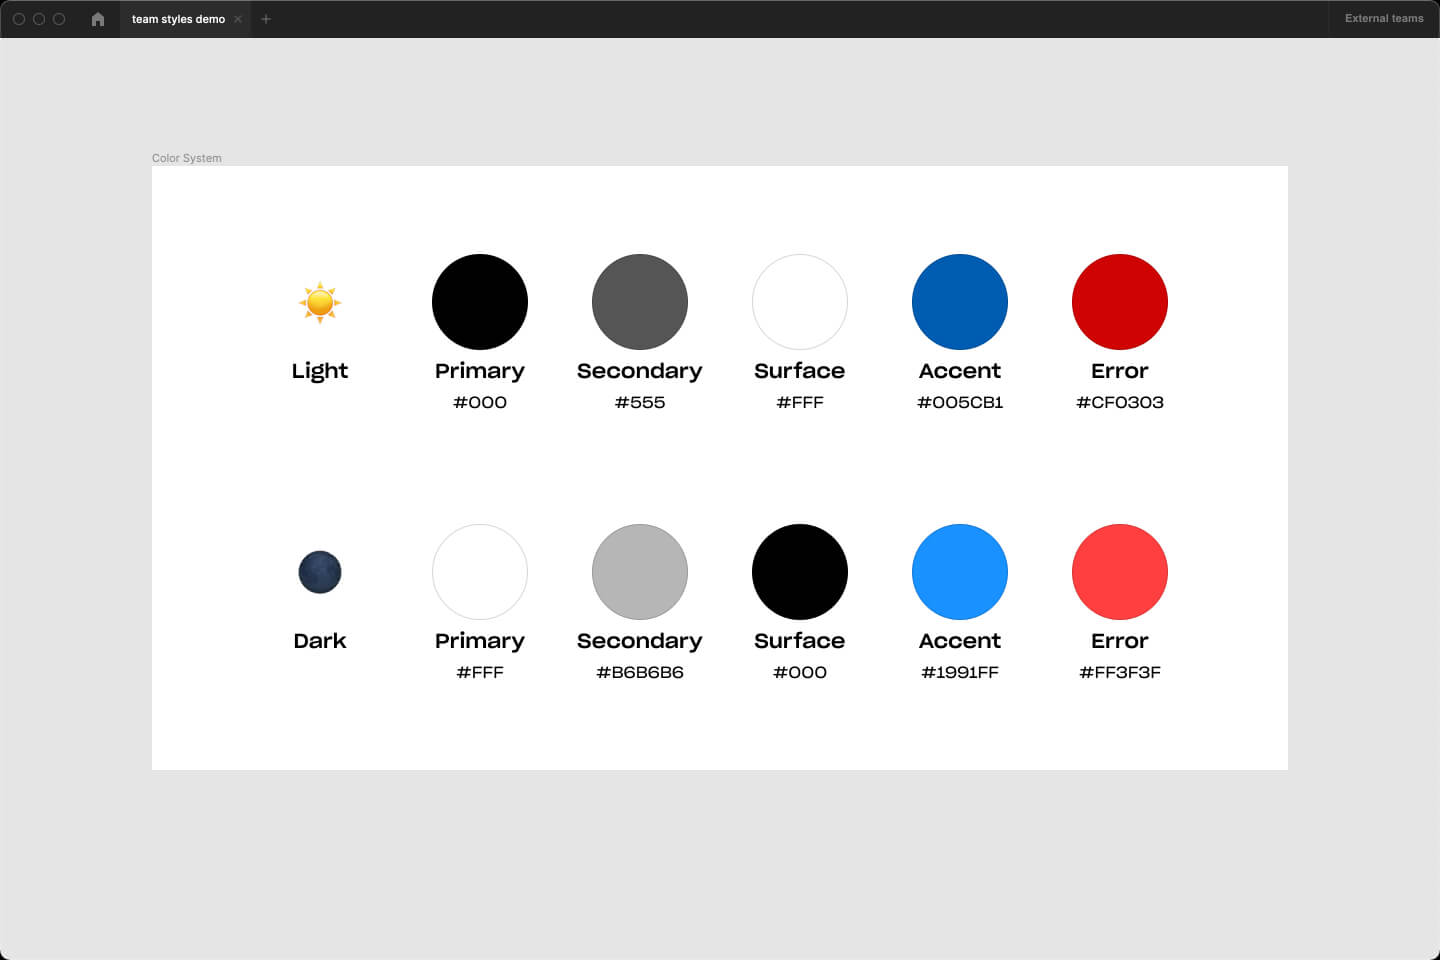 team styles demo
External teams
Color System
Light
Primary
#000
Secondary
#555
Surface
#FFF
Accent
#005CB1
Error
#CF0303
Dark
Primary
#FFF
Secondary
#B6B6B6
Surface
#000
Accent
#1991FF
Error
#FF3F3F